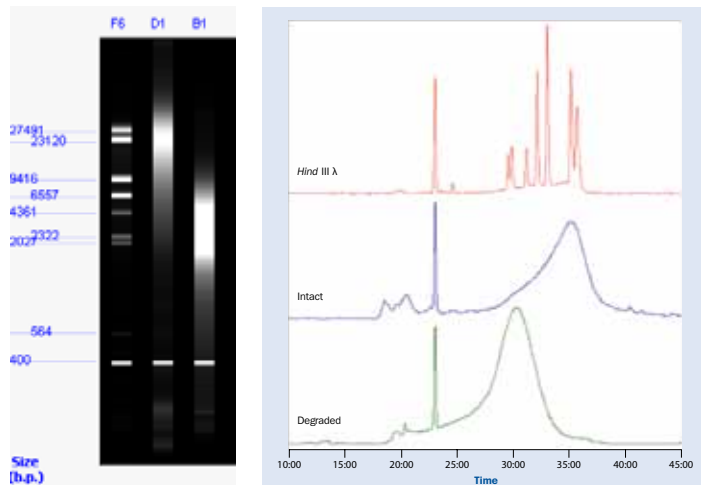 F6 D1 B1
27491
23120
9416
6557
4361
2322
2027
564
400
Size
(b.p.)
Hind III λ
Intact
Degraded
10:00 15:00 20:00 25:00 30:00 35:00 40:00 45:00
Time